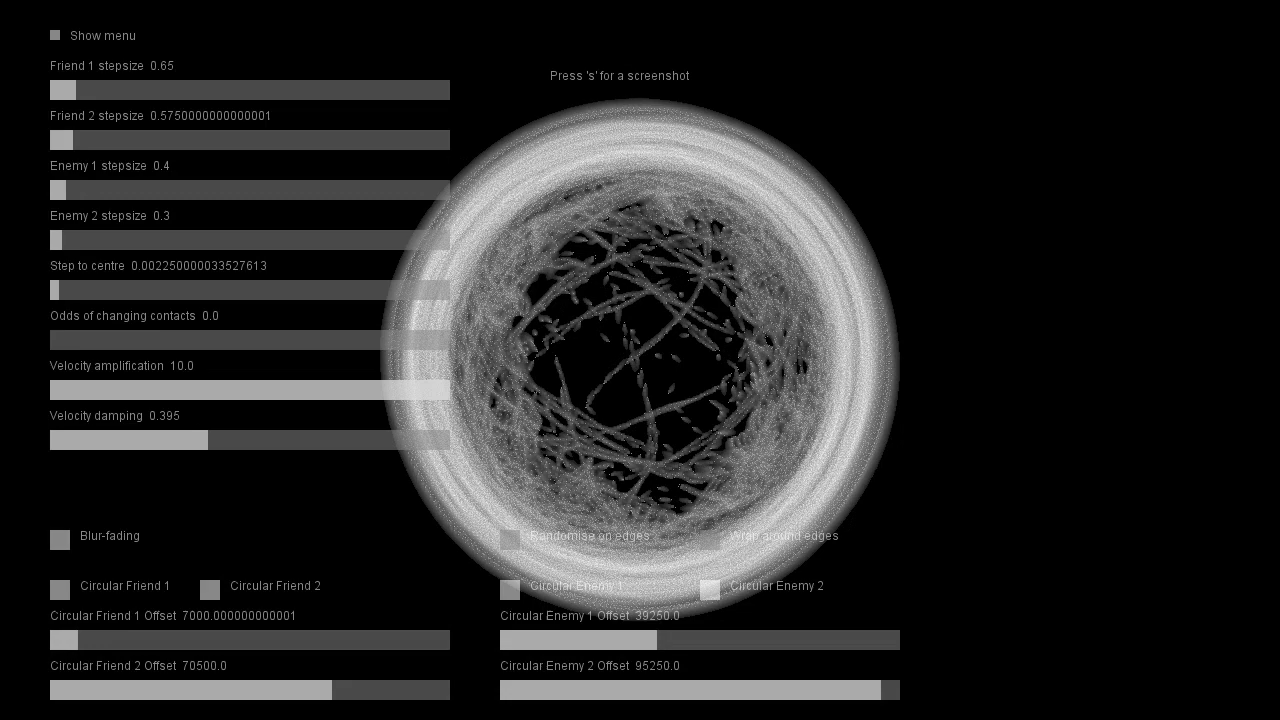 Show menu
Friend 1 stepsize 0.65
Press 's' for a screenshot
Friend 2 stepsize 0.5750000000000001
Enemy 1 stepsize 0.4
Enemy 2 stepsize 0.3
Step to centre 0.002250000033527613
Odds of changing contacts 0.0
Velocity amplification 10.0
Velocity damping 0.395
Blur-fading
Randomise on edges
Wrap around edges
Circular Friend 1
Circular Friend 2
Circular Enemy 1
Circular Enemy 2
Circular Friend 1 Offset 7000.000000000001
Circular Enemy 1 Offset 39250.0
Circular Friend 2 Offset 70500.0
Circular Enemy 2 Offset 95250.0